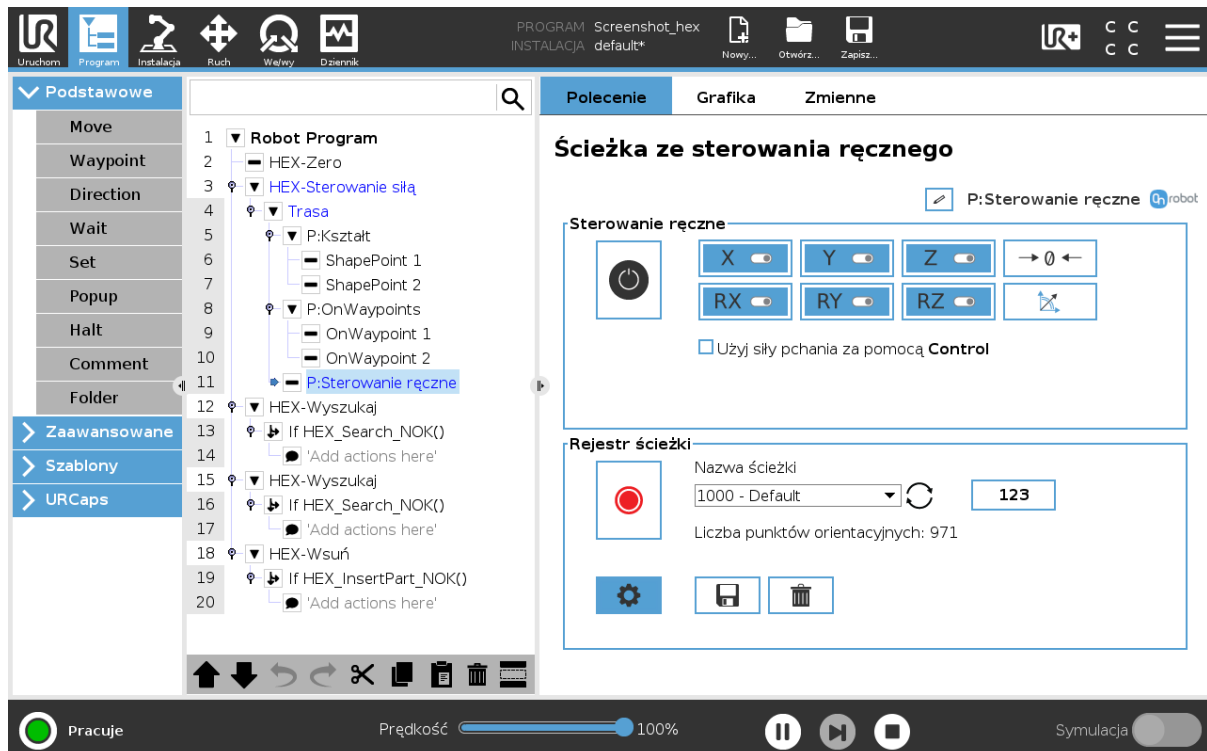 PROGRAM Screenshot_hex
INSTALACJA default*
Uruchom
Program
Instalacja
Ruch
We/wy
Dziennik
Nowy...
Otwórz...
Zapisz...
UR+
C C
C C
Podstawowe
Move
Waypoint
Direction
Wait
Set
Popup
Halt
Comment
Folder
Zaawansowane
Szablony
URCaps
1 Robot Program
2 HEX-Zero
3 HEX-Sterowanie siłą
4 Trasa
5 P:Kształt
6 ShapePoint 1
7 ShapePoint 2
8 P:OnWaypoints
9 OnWaypoint 1
10 OnWaypoint 2
11 P:Sterowanie ręczne
12 HEX-Wyszukaj
13 If HEX_Search_NOK()
14 'Add actions here'
15 HEX-Wyszukaj
16 If HEX_Search_NOK()
17 'Add actions here'
18 HEX-Wsuń
19 If HEX_InsertPart_NOK()
20 'Add actions here'
Polecenie Grafika Zmienne
Ścieżka ze sterowania ręcznego
P:Sterowanie ręczne
On robot
Sterowanie ręczne
X Y Z → 0 ←
RX RY RZ
Użyj siły pchania za pomocą Control
Rejestr ścieżki
Nazwa ścieżki
1000 - Default
123
Liczba punktów orientacyjnych: 971
Pracuje
Prędkość 100%
Symulacja